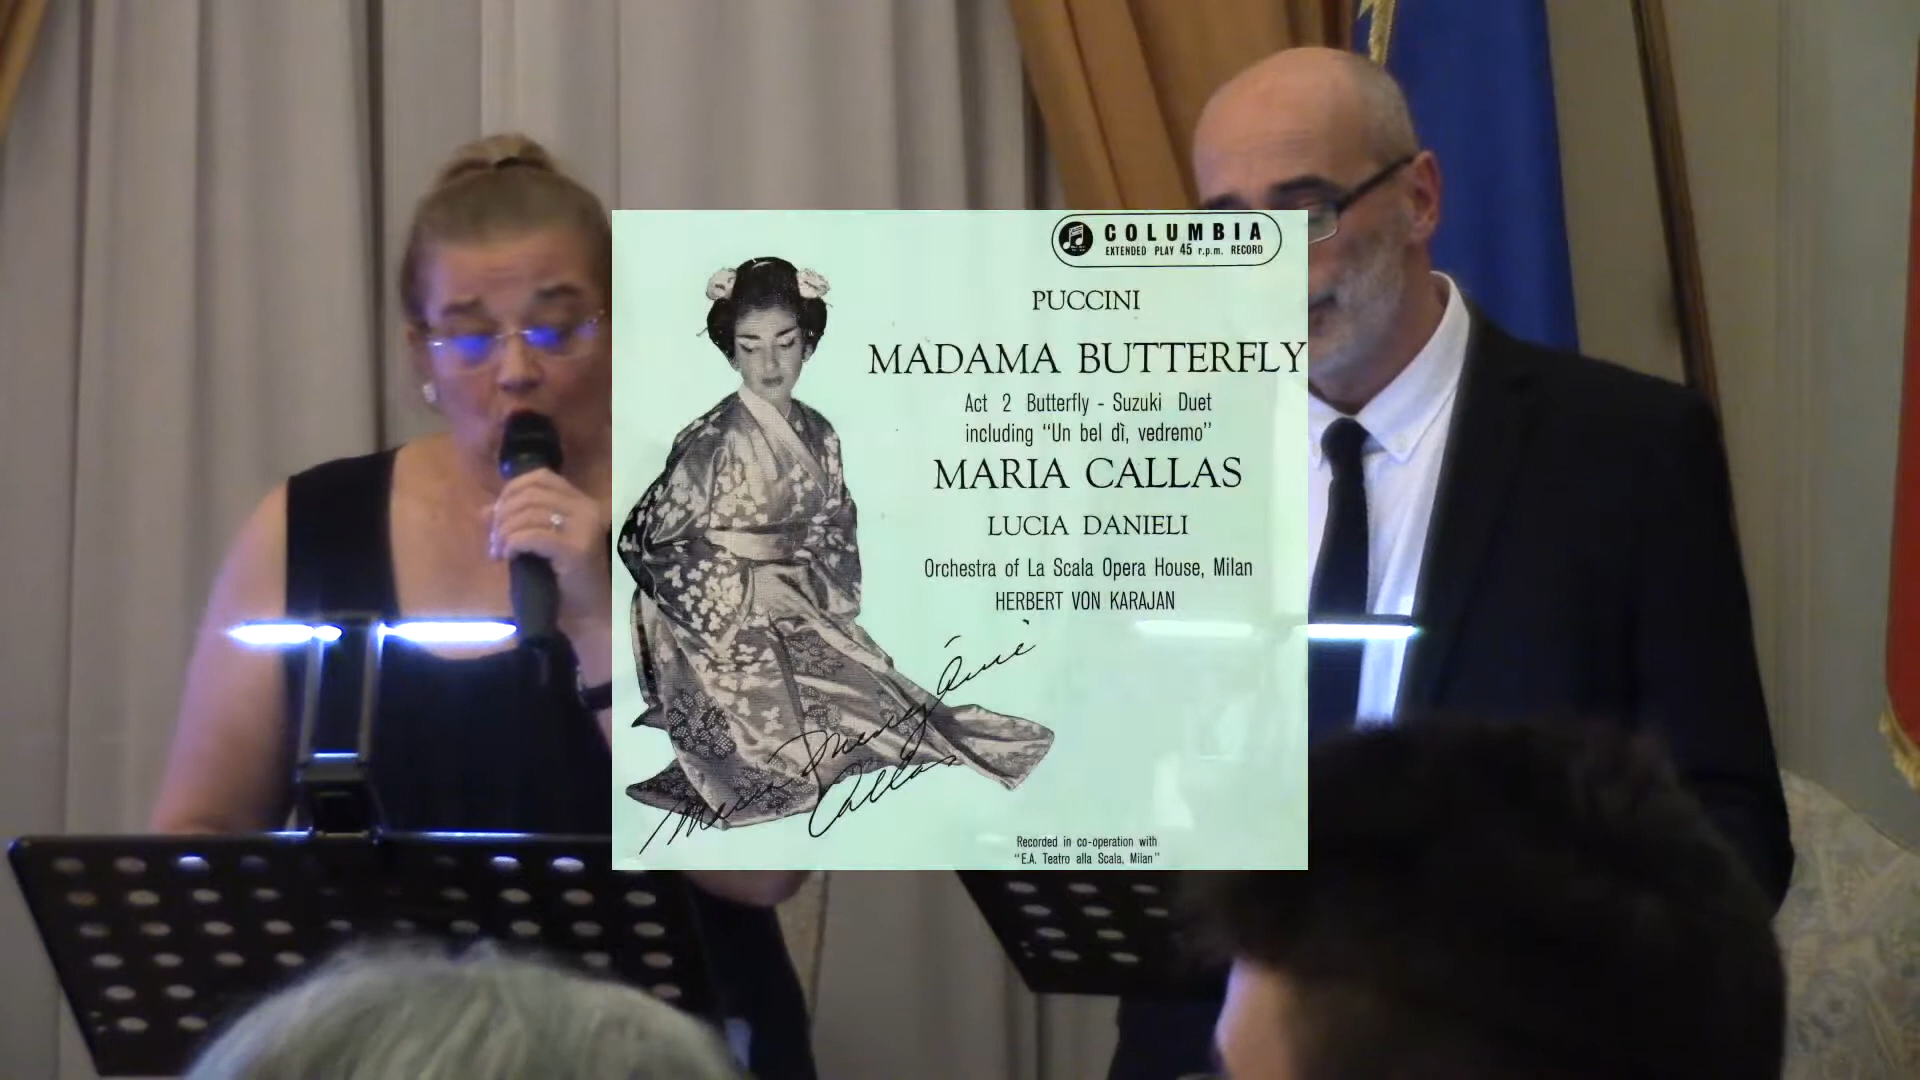 COLUMBIA
EXTENDED PLAY 45 r.p.m. RECORD
PUCCINI
MADAMA BUTTERFLY
Act 2 Butterfly - Suzuki Duet
including "Un bel dì, vedremo"
MARIA CALLAS
LUCIA DANIELI
Orchestra of La Scala Opera House, Milan
HERBERT VON KARAJAN
Callas
Recorded in co-operation with
"E.A. Teatro alla Scala, Milan"